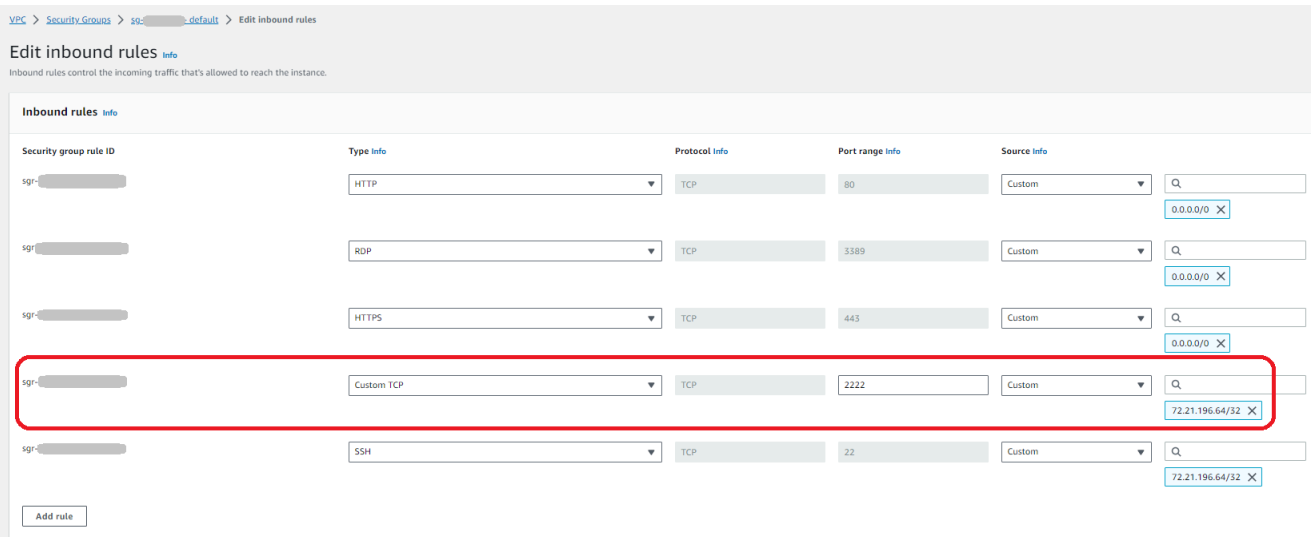 VPC > Security Groups > sg- - default > Edit inbound rules
Edit inbound rules Info
Inbound rules control the incoming traffic that's allowed to reach the instance.
Inbound rules Info
Security group rule ID Type Info Protocol Info Port range Info Source Info
sgr- HTTP TCP 80 Custom
0.0.0.0/0 X
sgr RDP TCP 3389 Custom
0.0.0.0/0 X
sgr- HTTPS TCP 443 Custom
0.0.0.0/0 X
sgr- Custom TCP TCP 2222 Custom
72.21.196.64/32 X
sgr- SSH TCP 22 Custom
72.21.196.64/32 X
Add rule